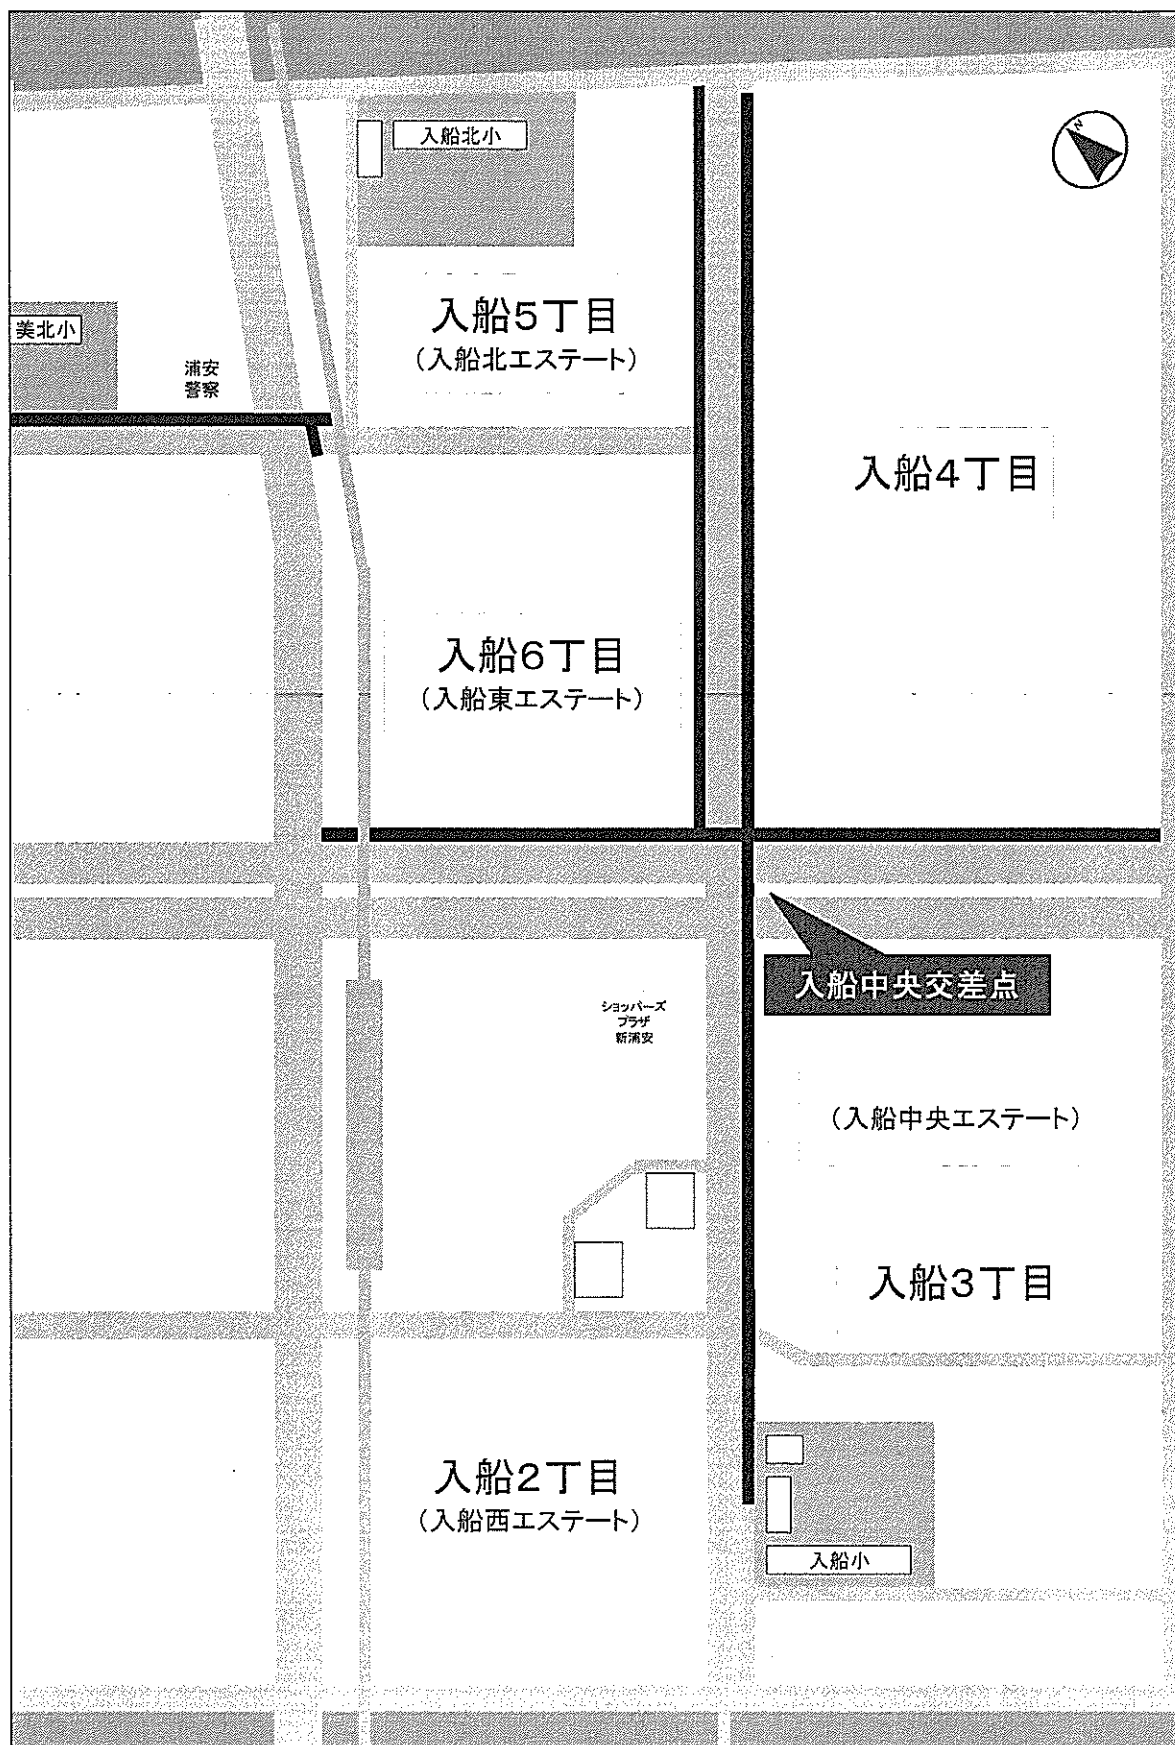 N
入船北小
入船5丁目
(入船北エステート)
美北小
浦安
警察
入船4丁目
入船6丁目
(入船東エステート)
入船中央交差点
ショッパーズ
プラザ
新浦安
(入船中央エステート)
入船3丁目
入船2丁目
(入船西エステート)
入船小